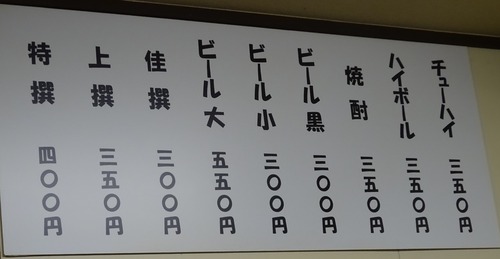 チューハイ 三五〇円
ハイボール 三五〇円
焼酎 三五〇円
ビール黒 三〇〇円
ビール小 三〇〇円
ビール大 五五〇円
佳撰 三〇〇円
上撰 三五〇円
特撰 四〇〇円